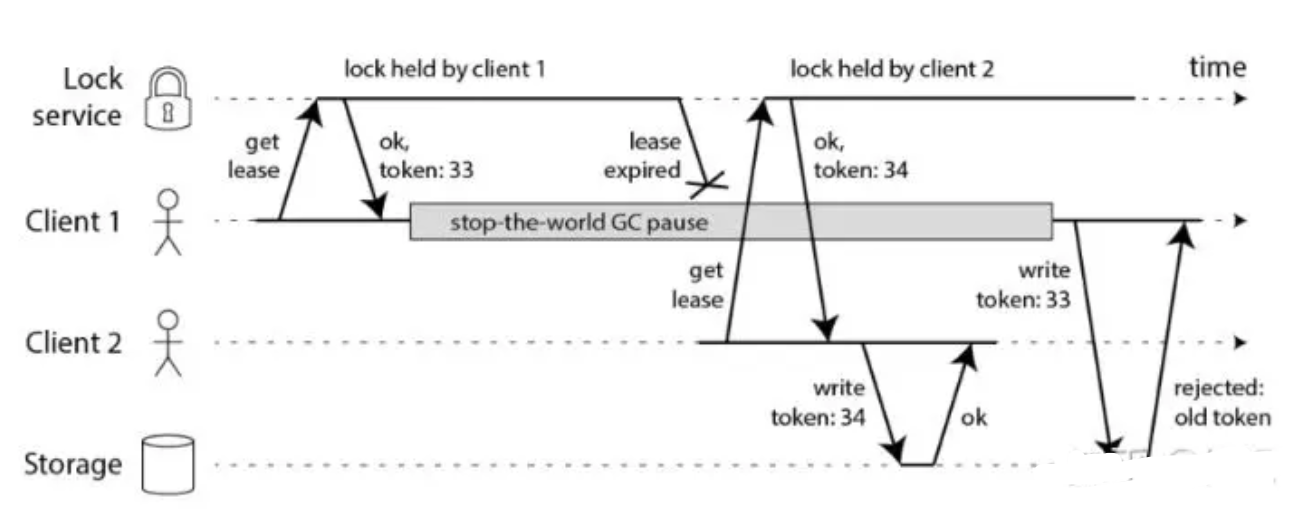 lock held by client 1
lock held by client 2
time
Lock
service
get
lease
ok,
token: 33
lease
expired
ok,
token: 34
Client 1
stop-the-world GC pause
get
lease
write
token: 33
Client 2
write
token: 34
ok
rejected:
old token
Storage